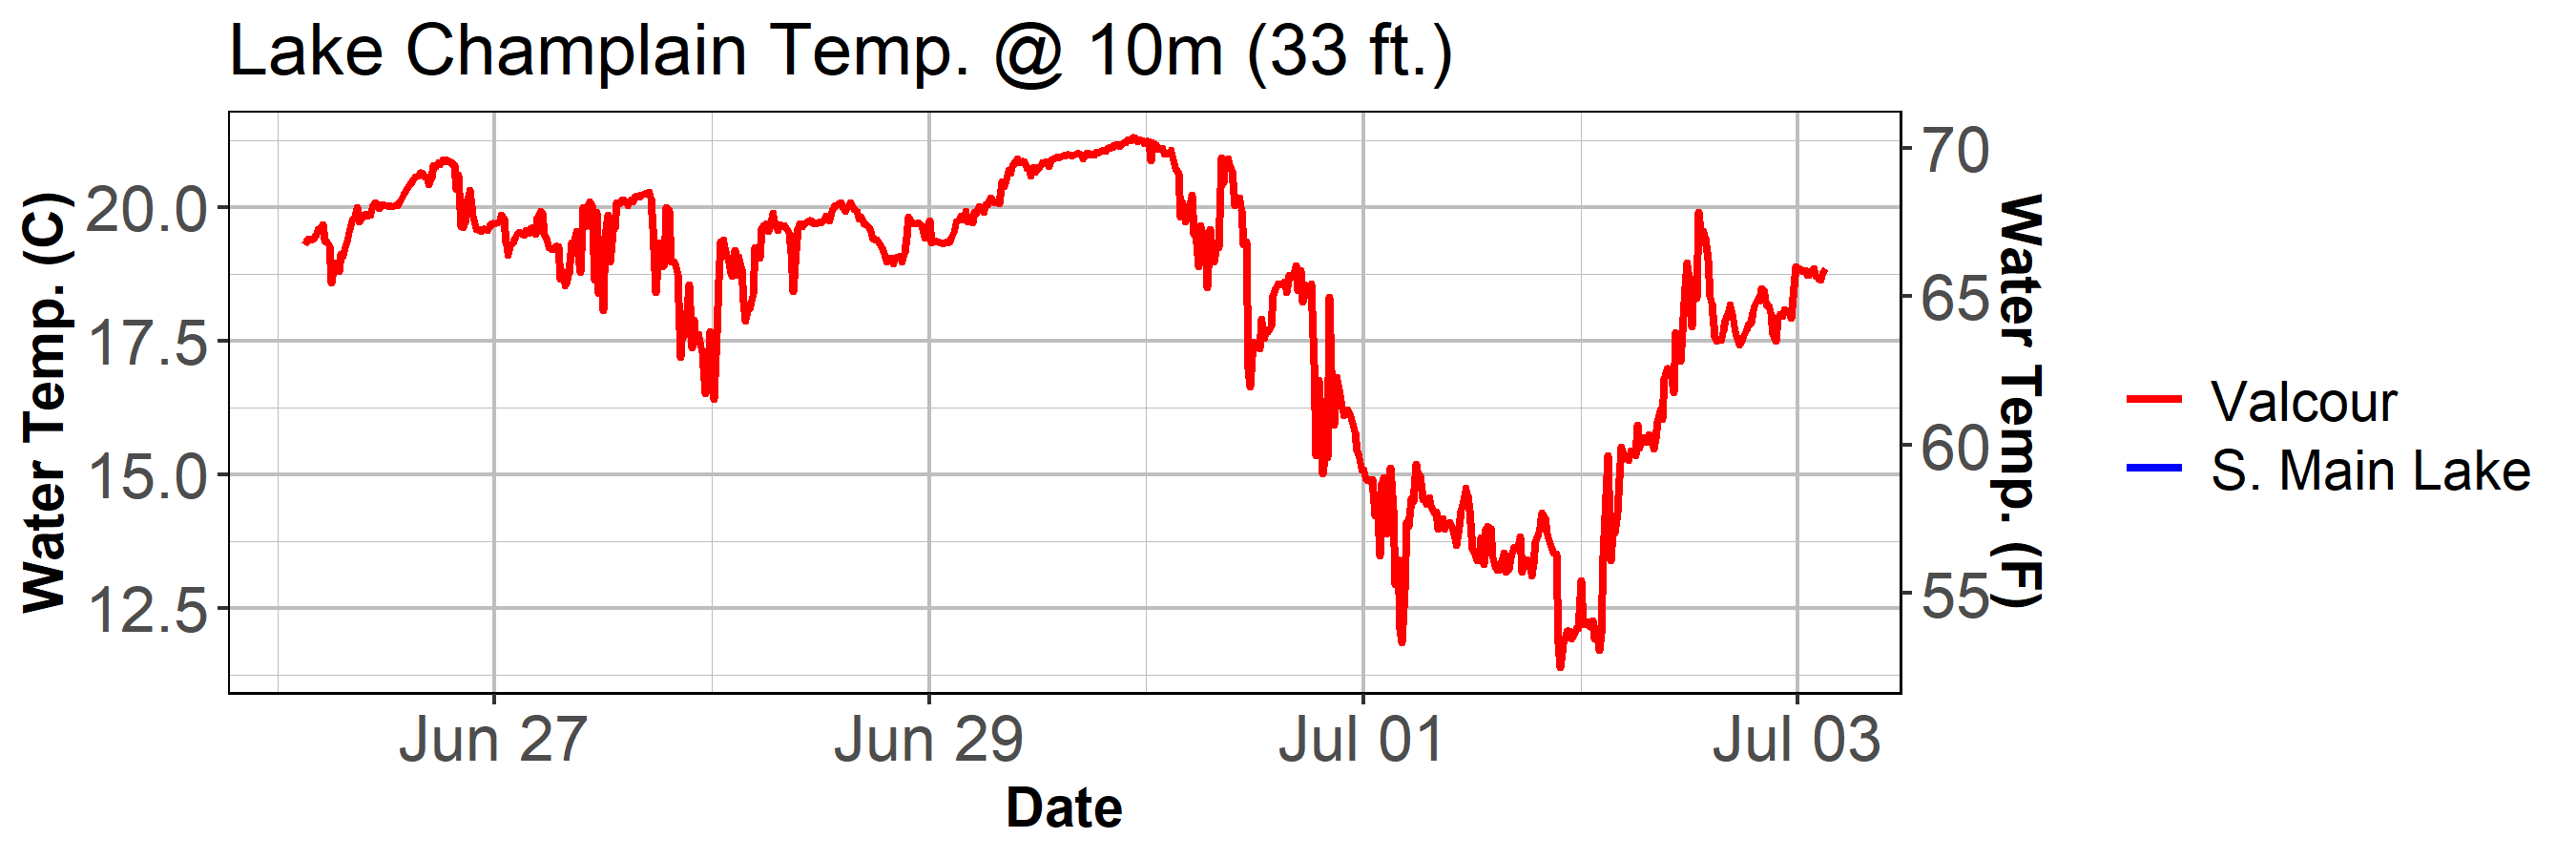 Lake Champlain Temp. @ 10m (33 ft.)
Water Temp. (C)
20.0
17.5
15.0
12.5
70
65
60
55
Water Temp. (F)
Jun 27
Jun 29
Jul 01
Jul 03
Date
Valcour
S. Main Lake